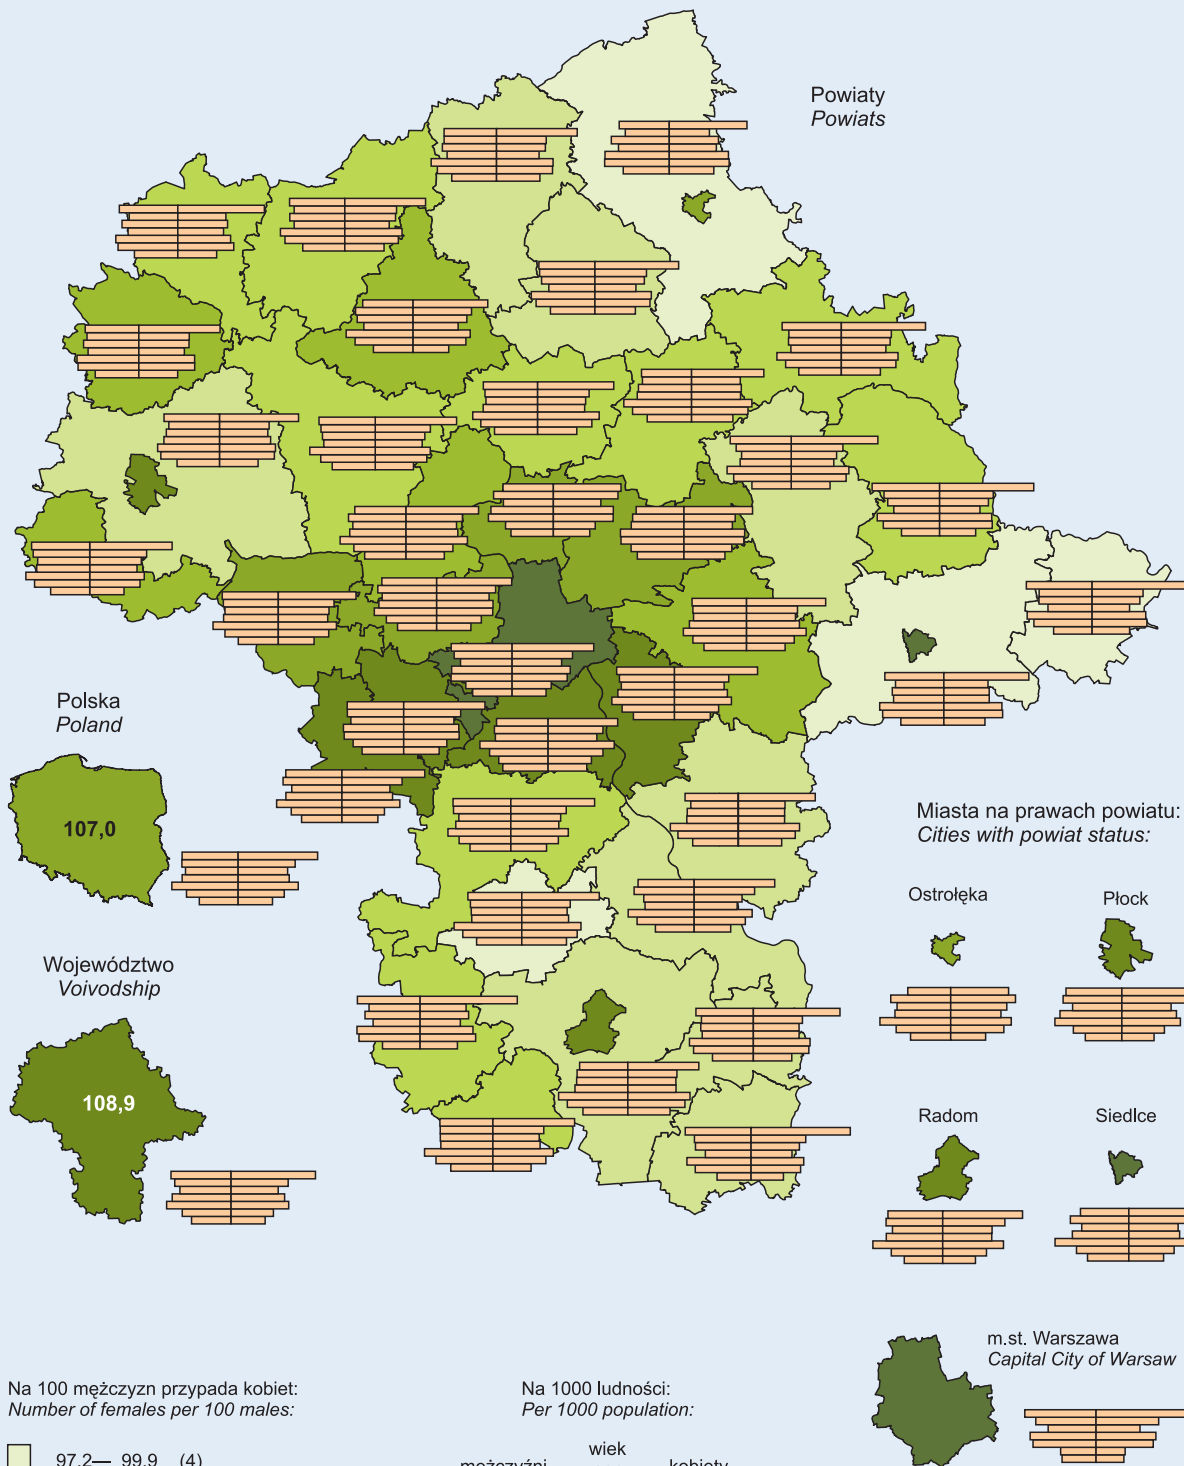 Powiaty
Powiats
Polska
Poland
107,0
Województwo
Voivodship
108,9
Miasta na prawach powiatu:
Cities with powiat status:
Ostrołęka
Płock
Radom
Siedlce
m.st. Warszawa
Capital City of Warsaw
Na 100 mężczyzn przypada kobiet:
Number of females per 100 males:
97,2— 99,9 (4)
Na 1000 ludności:
Per 1000 population:
wiek
mężczyźni
kobiety